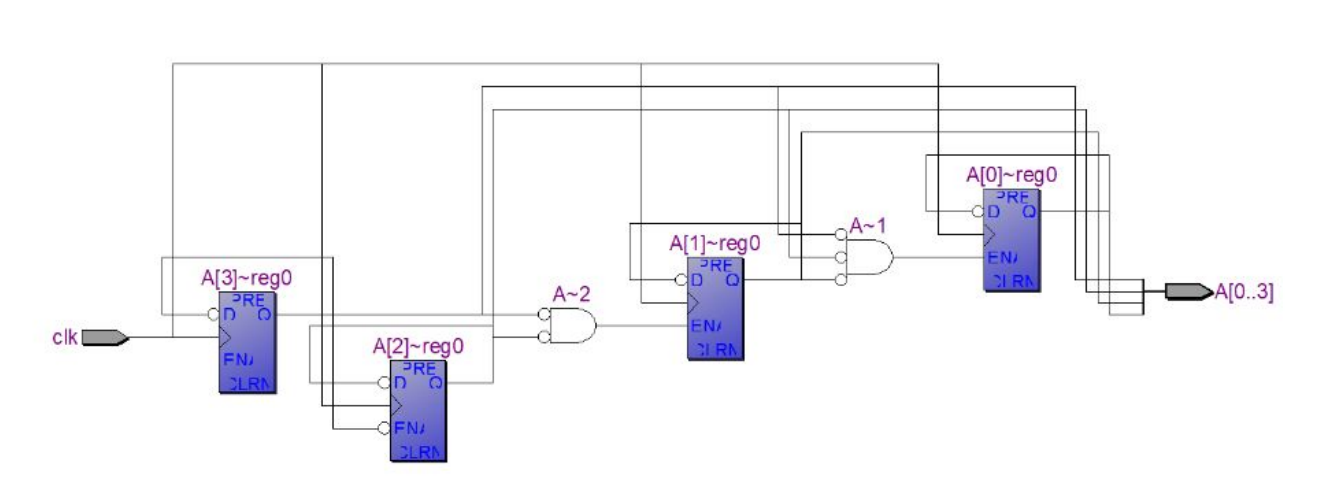 A[0]~reg0
PRE
D Q
ENA
CLRN
A~1
A[1]~reg0
PRE
D Q
ENA
CLRN
A[0..3]
A[3]~reg0
PRE
D Q
ENA
CLRN
A~2
clk
A[2]~reg0
PRE
D Q
ENA
CLRN